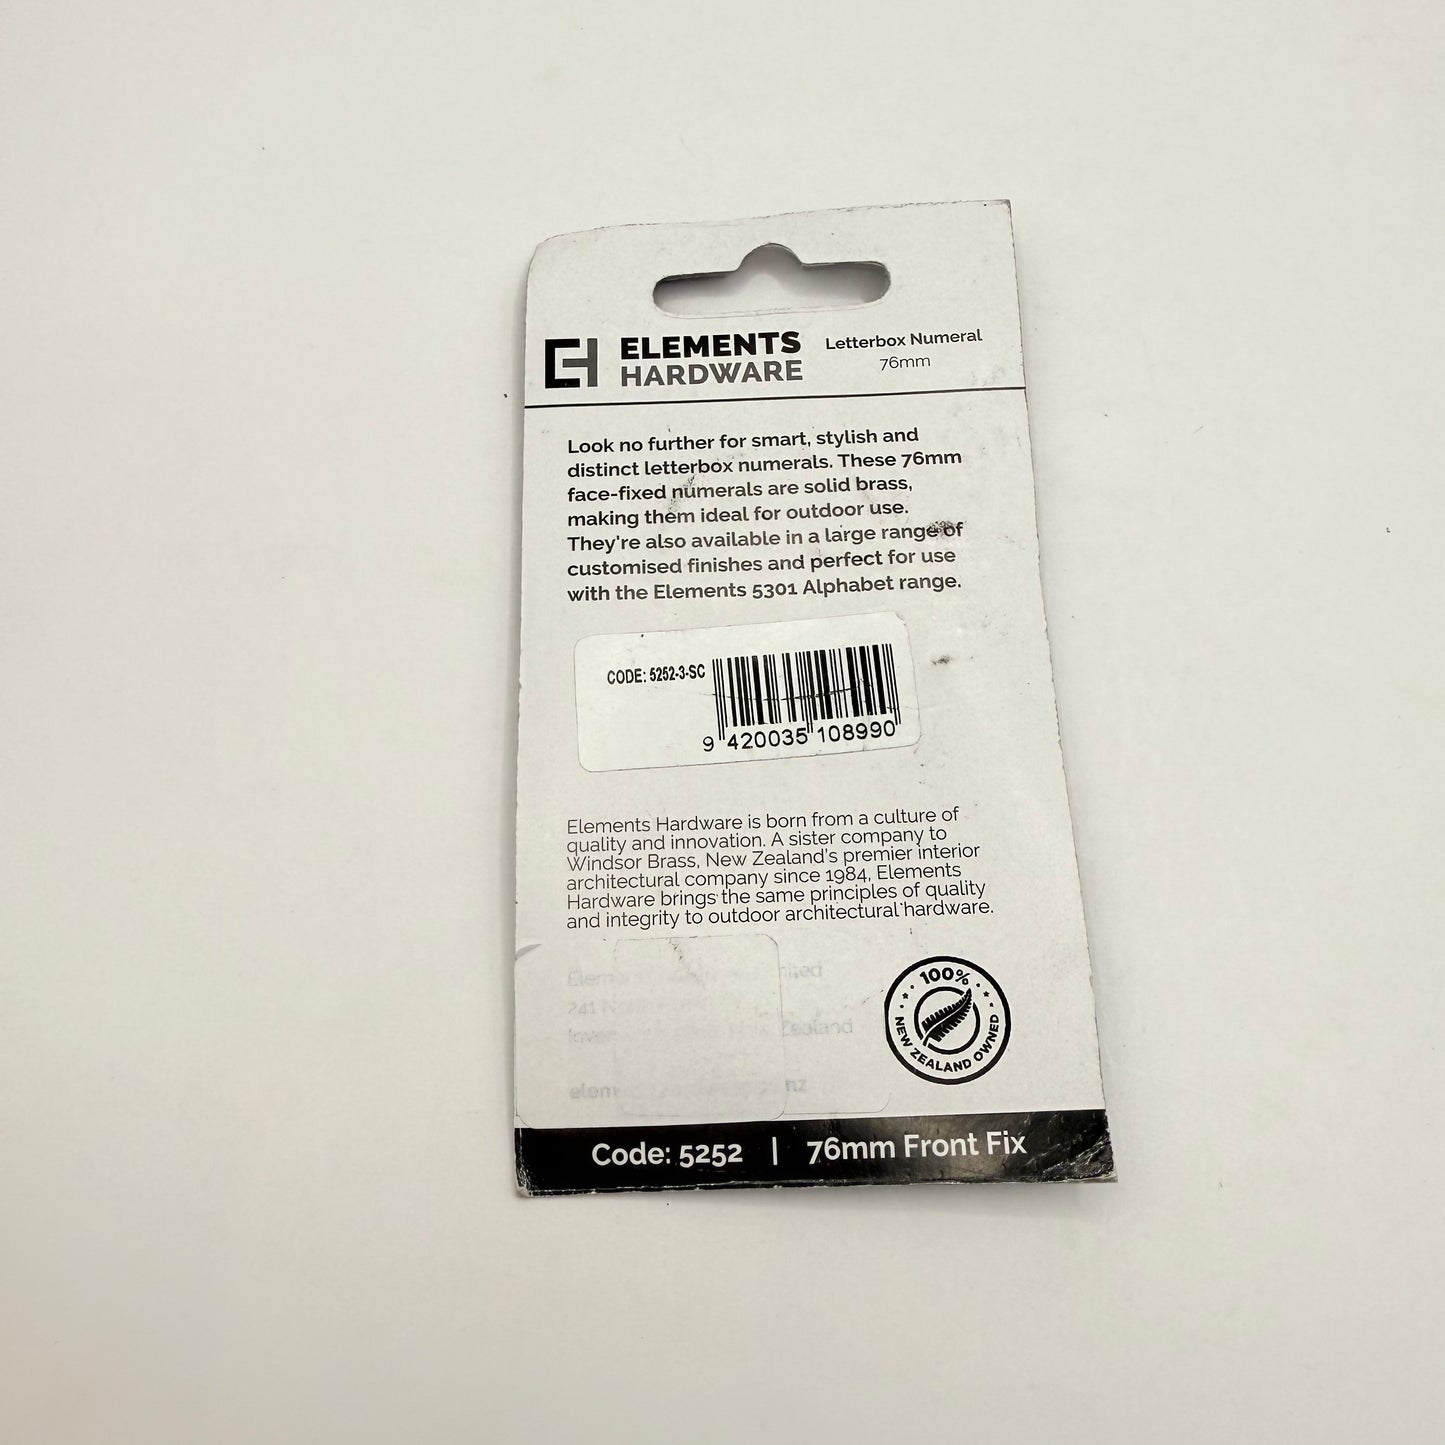 ELEMENTS
HARDWARE
Letterbox Numeral
76mm
Look no further for smart, stylish and
distinct letterbox numerals. These 76mm
face-fixed numerals are solid brass,
making them ideal for outdoor use.
They're also available in a large range of
customised finishes and perfect for use
with the Elements 5301 Alphabet range.
CODE: 5252-3-SC
9 420035 108990
Elements Hardware is born from a culture of
quality and innovation. A sister company to
Windsor Brass, New Zealand's premier interior
architectural company since 1984, Elements
Hardware brings the same principles of quality
and integrity to outdoor architectural hardware.
241
Zealand
100%
NEW ZEALAND OWNED
Code: 5252 | 76mm Front Fix